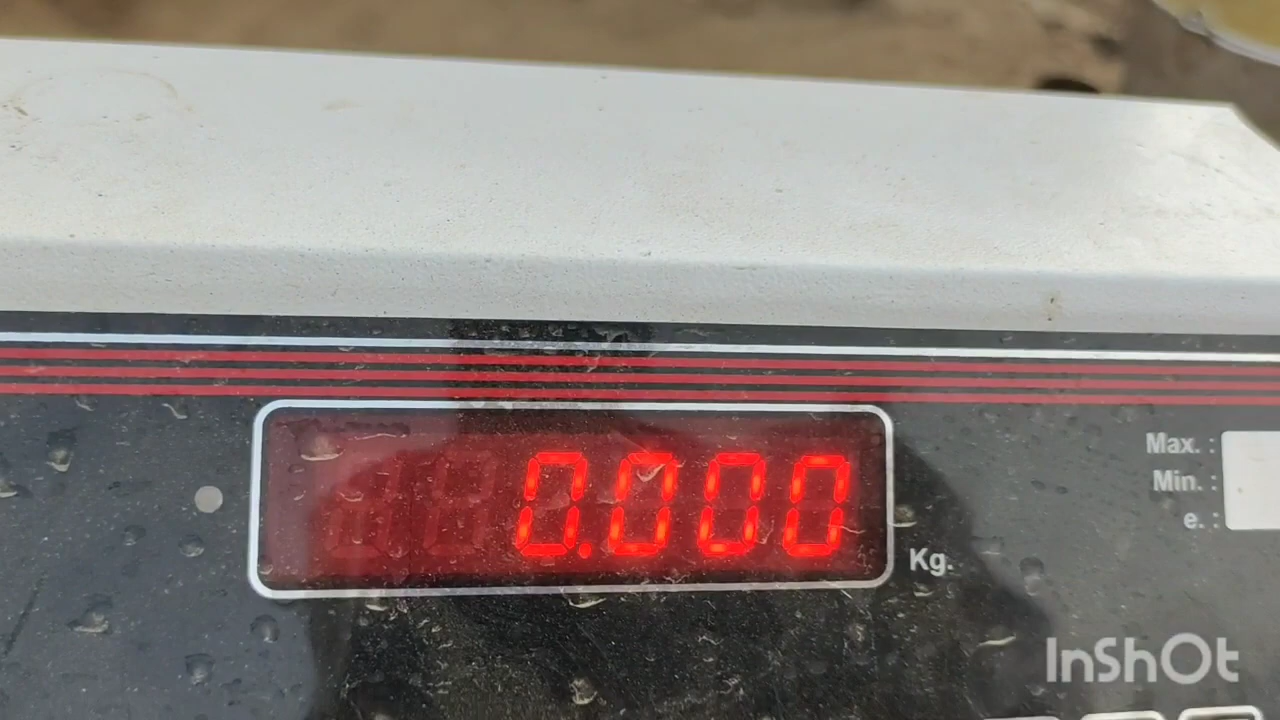 Max. :
Min. :
e. :
0.000
Kg.
InShOt